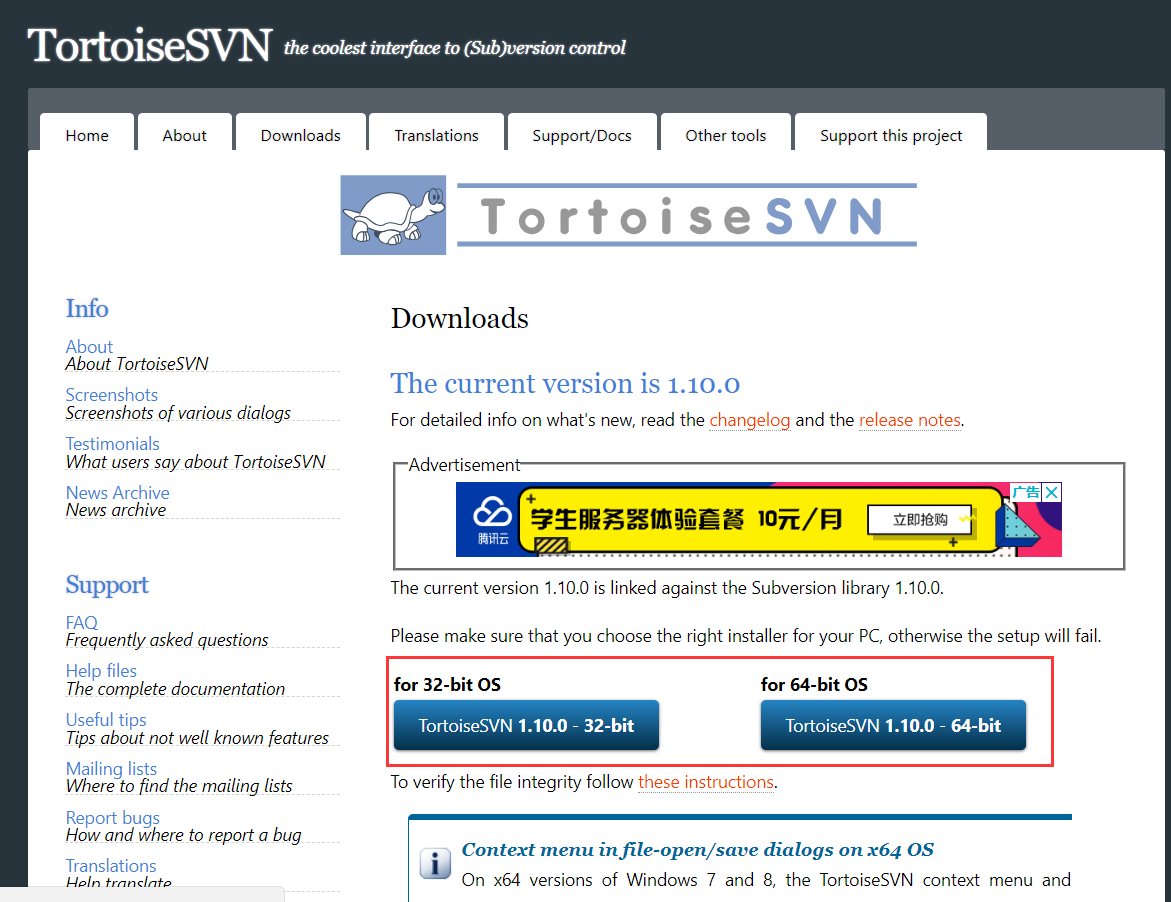 TortoiseSVN the coolest interface to (Sub)version control
Home About Downloads Translations Support/Docs Other tools Support this project
TortoiseSVN
Info
About
About TortoiseSVN
Screenshots
Screenshots of various dialogs
Testimonials
What users say about TortoiseSVN
News Archive
News archive
Support
FAQ
Frequently asked questions
Help files
The complete documentation
Useful tips
Tips about not well known features
Mailing lists
Where to find the mailing lists
Report bugs
How and where to report a bug
Translations
Help translate
Downloads
The current version is 1.10.0
For detailed info on what's new, read the changelog and the release notes.
Advertisement
腾讯云
学生服务器体验套餐 10元/月
立即抢购
广告
The current version 1.10.0 is linked against the Subversion library 1.10.0.
Please make sure that you choose the right installer for your PC, otherwise the setup will fail.
for 32-bit OS for 64-bit OS
TortoiseSVN 1.10.0 - 32-bit TortoiseSVN 1.10.0 - 64-bit
To verify the file integrity follow these instructions.
Context menu in file-open/save dialogs on x64 OS
On x64 versions of Windows 7 and 8, the TortoiseSVN context menu and